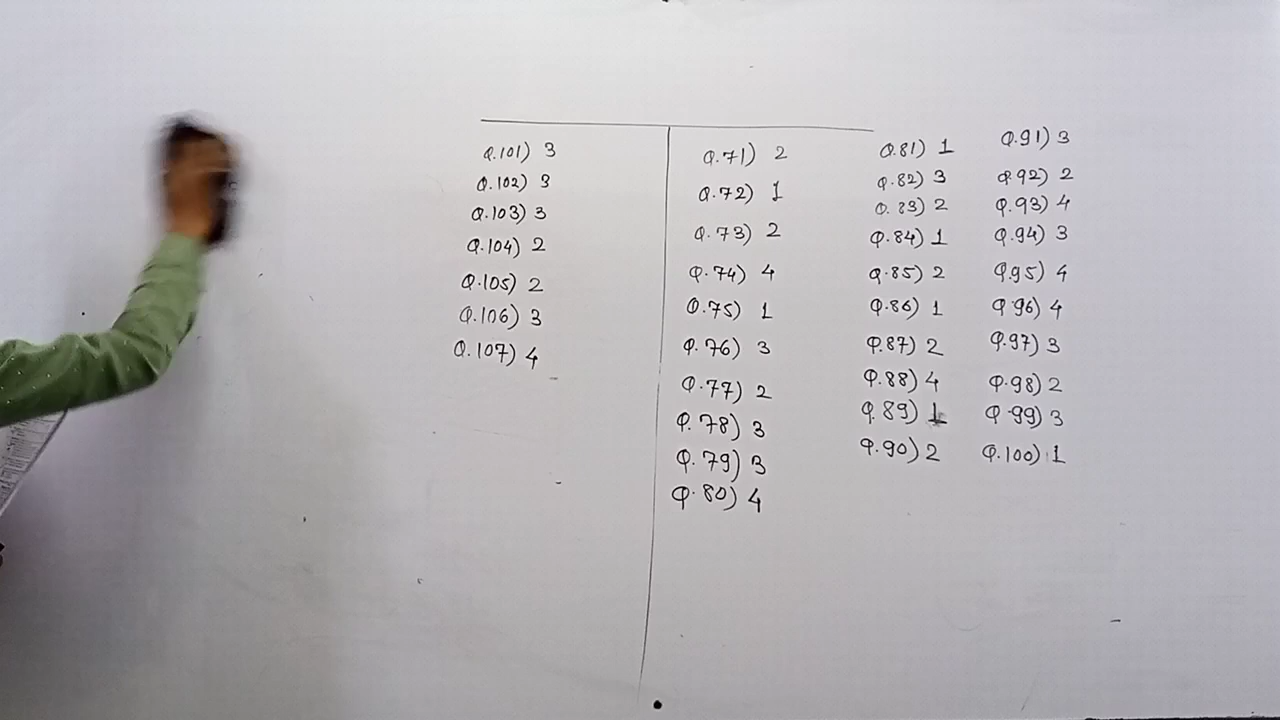 Q.101) 3
Q.102) 3
Q.103) 3
Q.104) 2
Q.105) 2
Q.106) 3
Q.107) 4
Q.71) 2
Q.72) 1
Q.73) 2
Q.74) 4
Q.75) 1
Q.76) 3
Q.77) 2
Q.78) 3
Q.79) 3
Q.80) 4
Q.81) 1
Q.82) 3
Q.83) 2
Q.84) 1
Q.85) 2
Q.86) 1
Q.87) 2
Q.88) 4
Q.89) 1
Q.90) 2
Q.91) 3
Q.92) 2
Q.93) 4
Q.94) 3
Q.95) 4
Q.96) 4
Q.97) 3
Q.98) 2
Q.99) 3
Q.100) 1